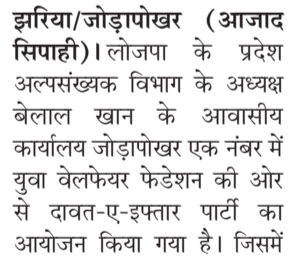 झरिया/जोड़ापोखर (आजाद
सिपाही)। लोजपा के प्रदेश
अल्पसंख्यक विभाग के अध्यक्ष
बेलाल खान के आवासीय
कार्यालय जोड़ापोखर एक नंबर में
युवा वेलफेयर फेडेशन की ओर
से दावत-ए-इफ्तार पार्टी का
आयोजन किया गया है। जिसमें